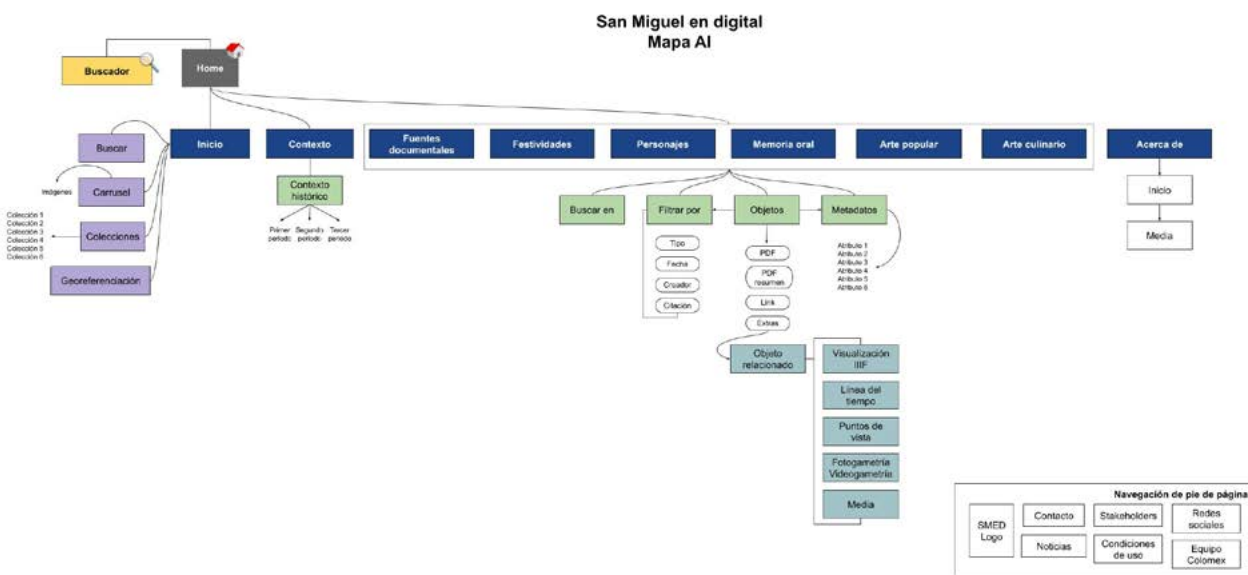 San Miguel en digital
Mapa AI
Buscador
Home
Inicio
Contexto
Fuentes
documentales
Festividades
Personajes
Memoria oral
Arte popular
Arte culinario
Acerca de
Buscar
Carrusel
Imágenes
Colecciones
Colección 1
Colección 2
Colección 3
Colección 4
Colección 5
Colección 6
Georeferenciación
Contexto
histórico
Primer
periodo
Segundo
periodo
Tercer
periodo
Buscar en
Filtrar por
Objetos
Metadatos
Tipo
Fecha
Creador
Citación
PDF
PDF
resumen
Link
Extras
Atributo 1
Atributo 2
Atributo 3
Atributo 4
Atributo 5
Atributo 6
Objeto
relacionado
Visualización
IIIF
Línea del
tiempo
Puntos de
vista
Fotogametría
Videogametría
Media
Inicio
Media
Navegación de pie de página
SMED
Logo
Contacto
Stakeholders
Redes
sociales
Noticias
Condiciones
de uso
Equipo
Colomex